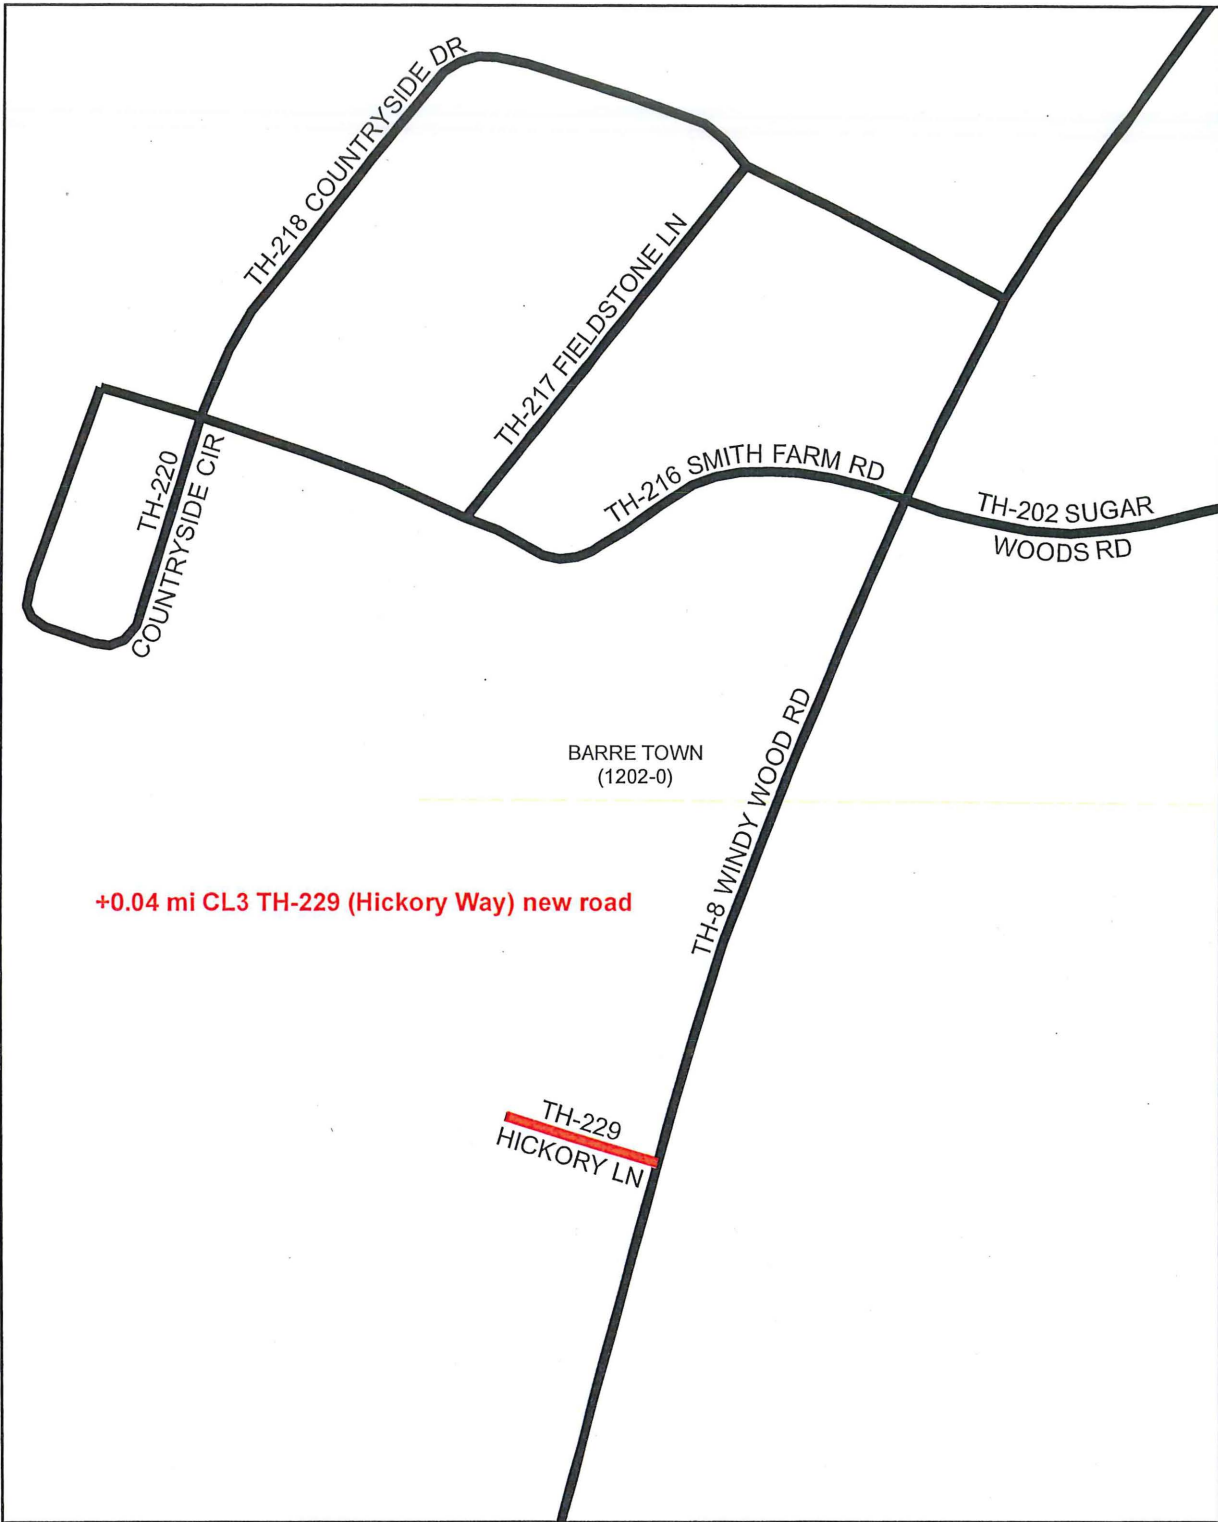 TH-218 COUNTRYSIDE DR
TH-217 FIELDSTONE LN
TH-220
COUNTRYSIDE CIR
TH-216 SMITH FARM RD
TH-202 SUGAR
WOODS RD
BARRE TOWN
(1202-0)
TH-8 WINDY WOOD RD
+0.04 mi CL3 TH-229 (Hickory Way) new road
TH-229
HICKORY LN